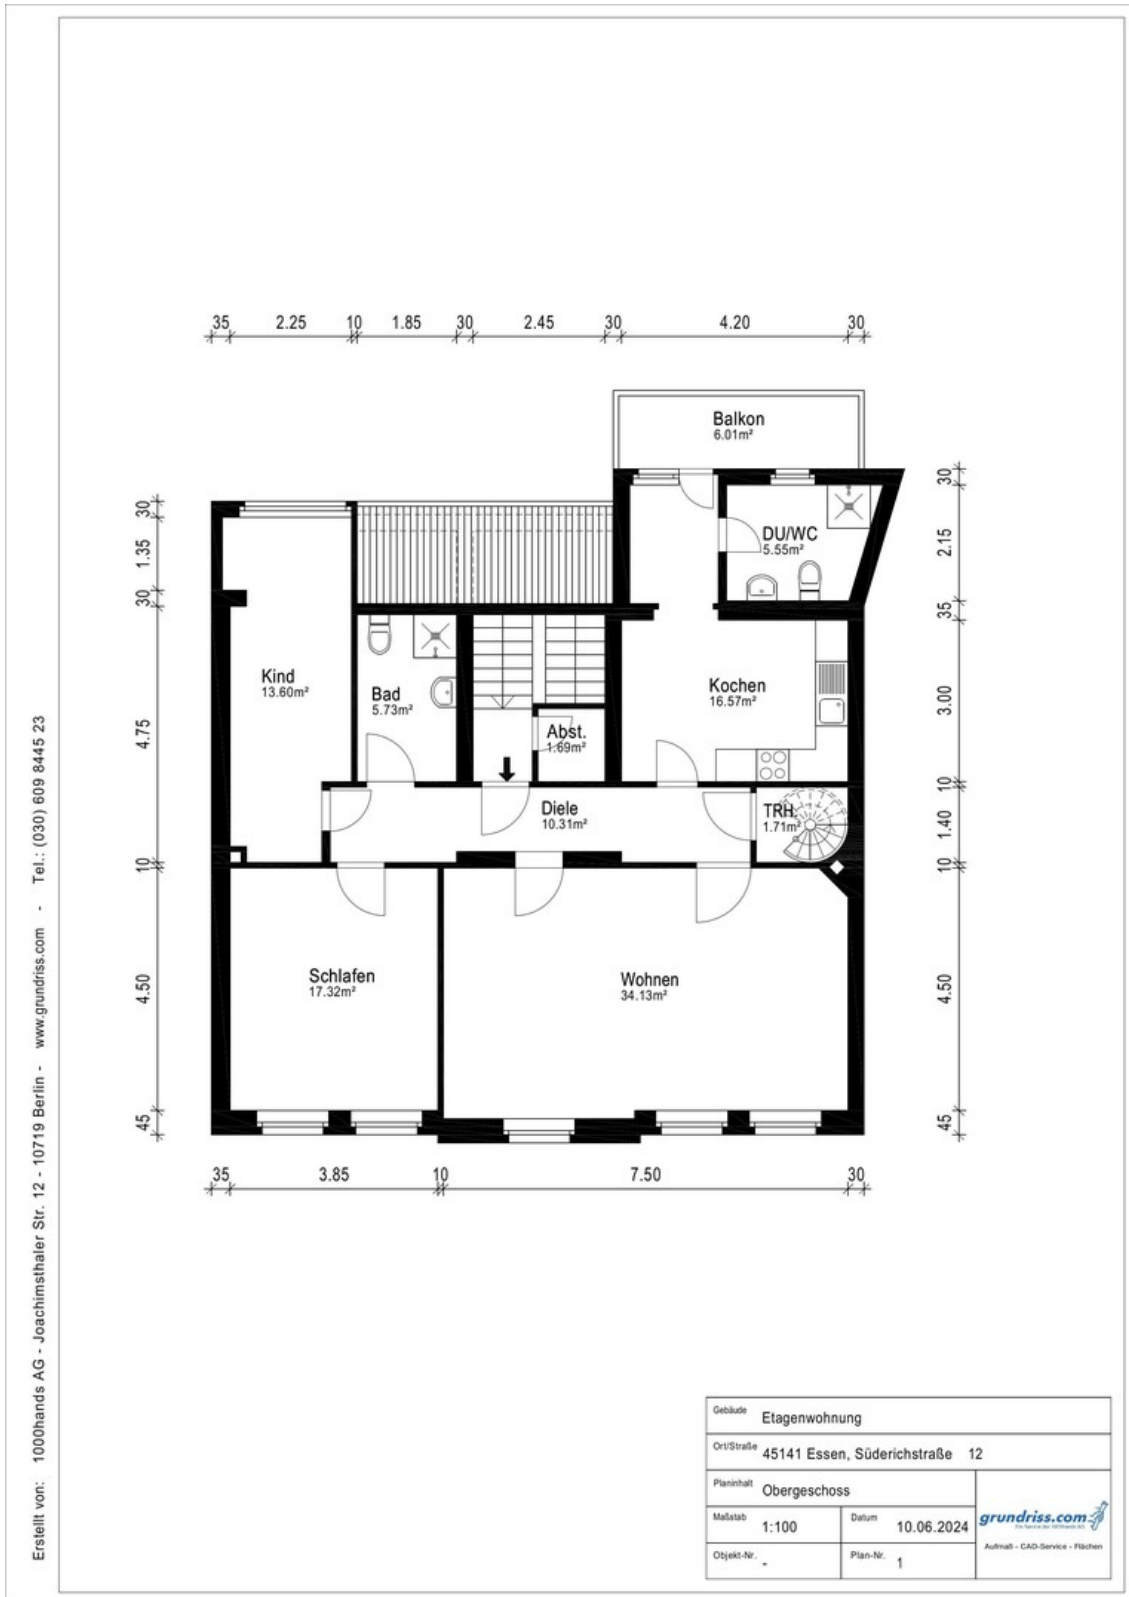 35 2.25 10 1.85 30 2.45 30 4.20 30
Balkon
6.01m²
30
1.35
30
4.75
10
4.50
45
30
2.15
35
3.00
10
1.40
10
4.50
45
DU/WC
5.55m²
Kind
13.60m²
Bad
5.73m²
Kochen
16.57m²
Abst.
1.69m²
Diele
10.31m²
TRH.
1.71m²
Schlafen
17.32m²
Wohnen
34.13m²
35 3.85 10 7.50 30
Erstellt von: 1000hands AG - Joachimsthaler Str. 12 - 10719 Berlin - www.grundriss.com - Tel.: (030) 609 8445 23
Gebäude Etagenwohnung
Ort/Straße 45141 Essen, Süderichstraße 12
Planinhalt Obergeschoss
Maßstab 1:100 Datum 10.06.2024
Objekt-Nr. - Plan-Nr. 1
grundriss.com
Aufmaß - CAD-Service - Flächen